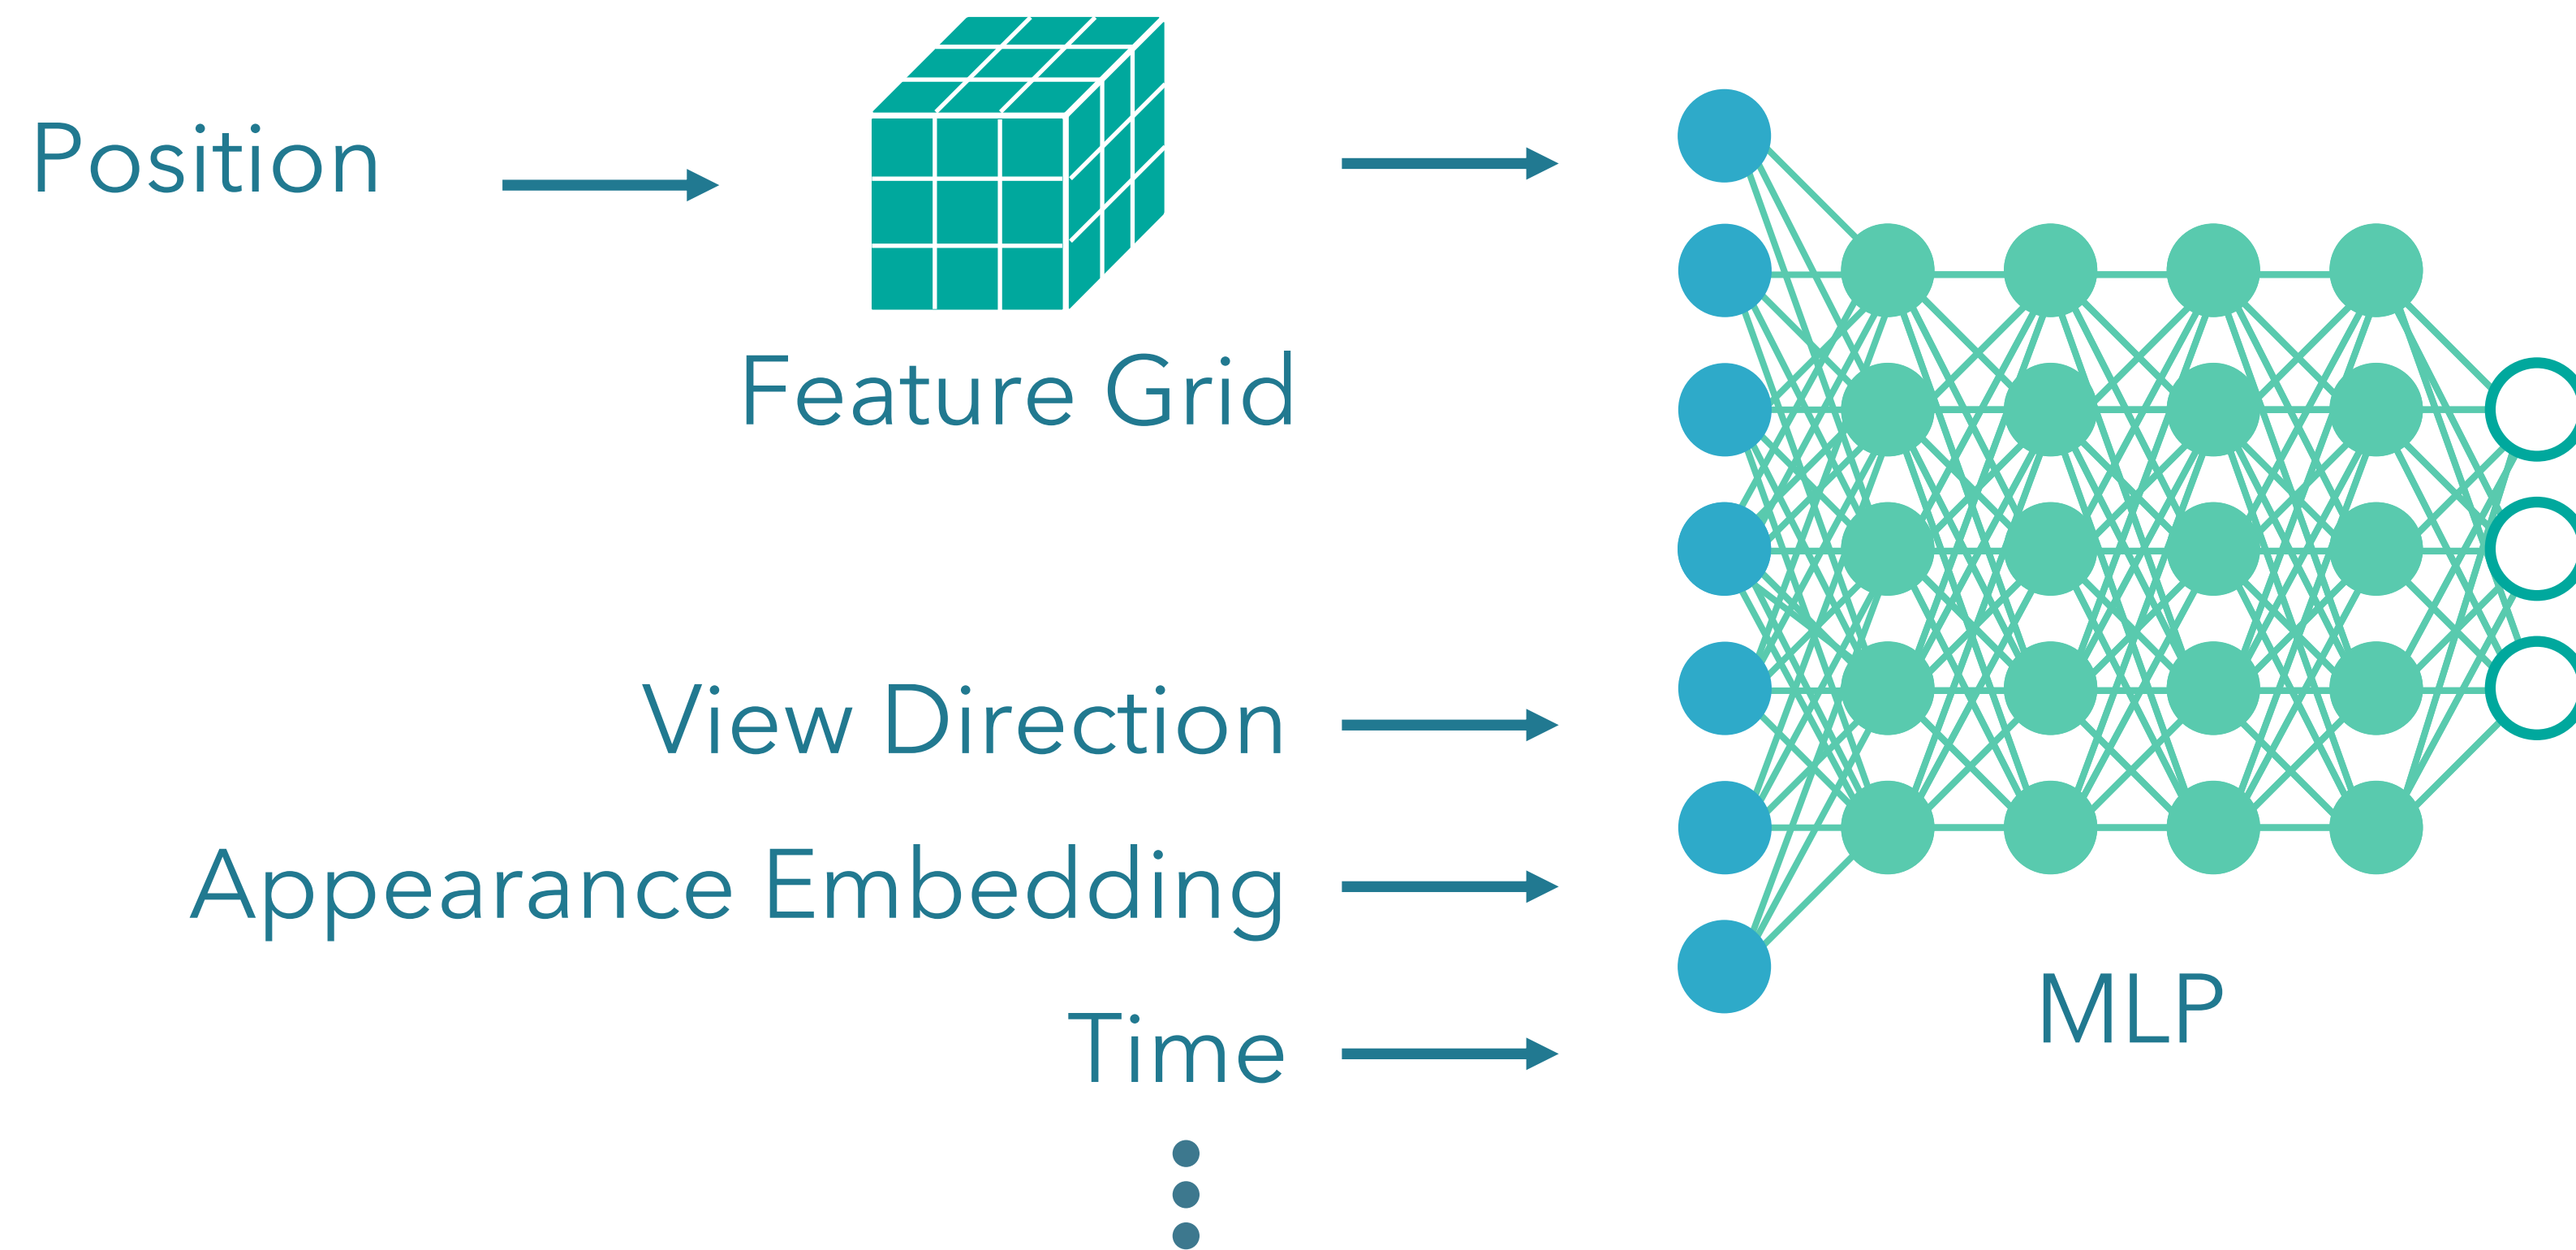 Position
Feature Grid
View Direction
Appearance Embedding
Time
MLP